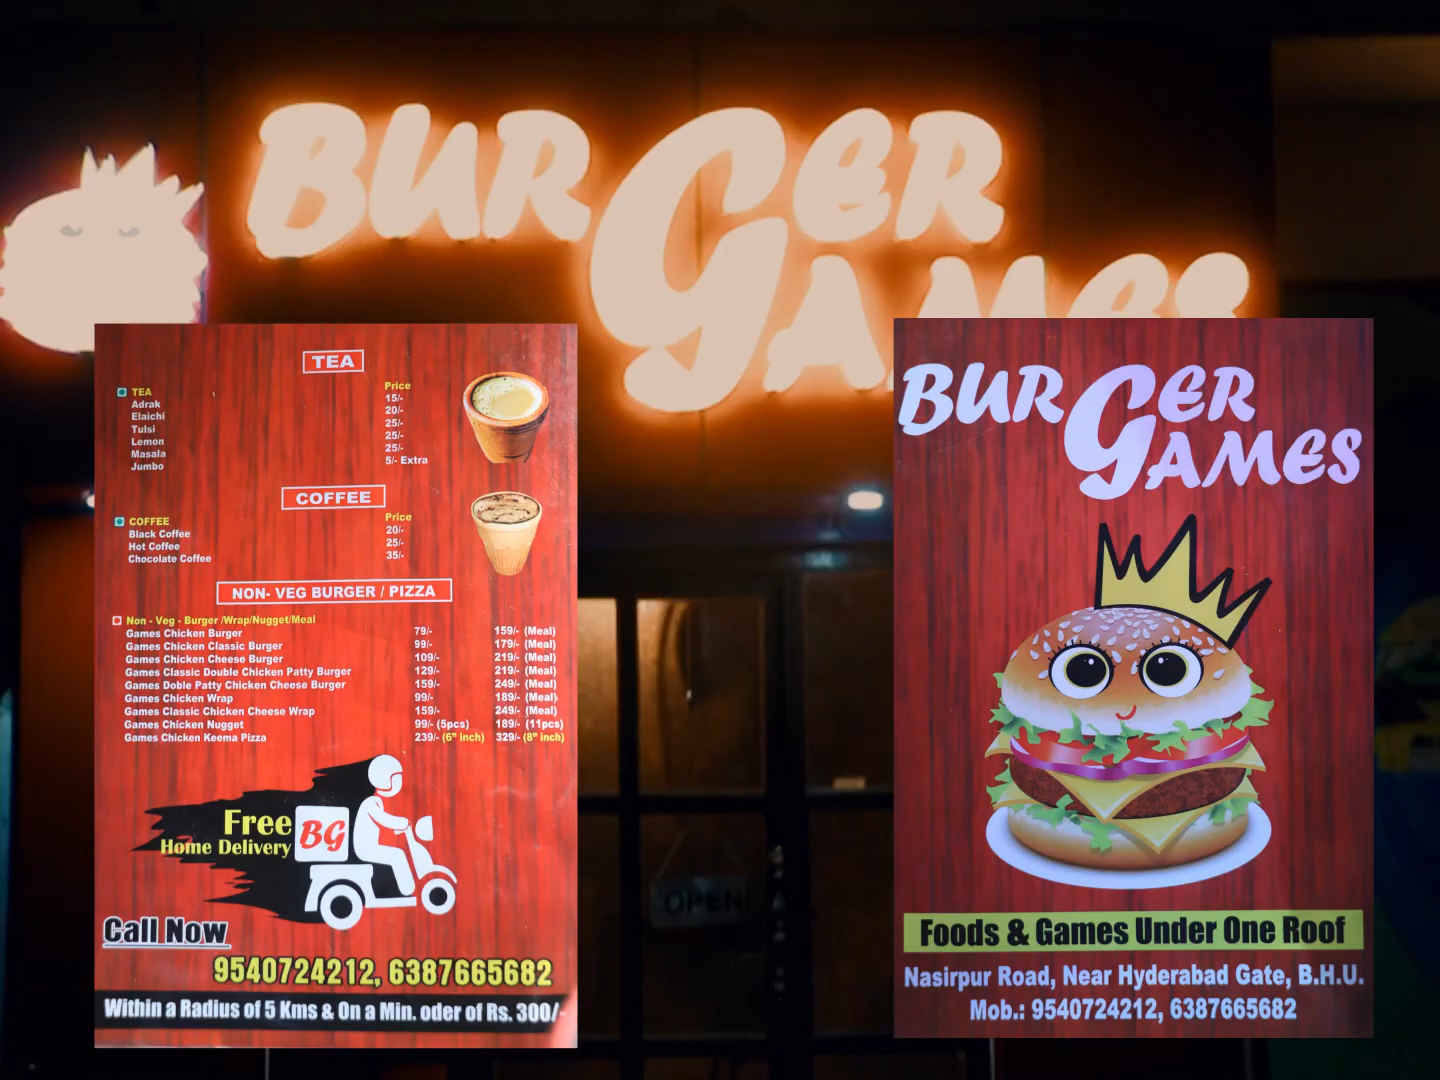 BURGER
GAMES
TEA
TEA Price
Adrak 15/-
Elaichi 20/-
Tulsi 25/-
Lemon 25/-
Masala 25/-
Jumbo 5/- Extra
COFFEE
COFFEE Price
Black Coffee 20/-
Hot Coffee 25/-
Chocolate Coffee 35/-
NON- VEG BURGER / PIZZA
Non - Veg - Burger /Wrap/Nugget/Meal
Games Chicken Burger 79/- 159/- (Meal)
Games Chicken Classic Burger 99/- 179/- (Meal)
Games Chicken Cheese Burger 109/- 219/- (Meal)
Games Classic Double Chicken Patty Burger 129/- 219/- (Meal)
Games Doble Patty Chicken Cheese Burger 159/- 249/- (Meal)
Games Chicken Wrap 99/- 189/- (Meal)
Games Classic Chicken Cheese Wrap 159/- 249/- (Meal)
Games Chicken Nugget 99/- (5pcs) 189/- (11pcs)
Games Chicken Keema Pizza 239/- (6" inch) 329/- (8" inch)
Free
Home Delivery
BG
Call Now
9540724212, 6387665682
Within a Radius of 5 Kms & On a Min. oder of Rs. 300/-
BURGER
GAMES
Foods & Games Under One Roof
Nasirpur Road, Near Hyderabad Gate, B.H.U.
Mob.: 9540724212, 6387665682
OPEN